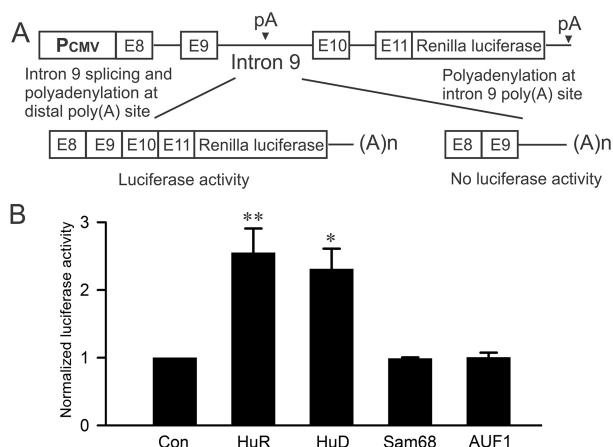 A
pA
pA
PCMV E8 E9 E10 E11 Renilla luciferase
Intron 9
Intron 9 splicing and
polyadenylation at
distal poly(A) site
Polyadenylation at
intron 9 poly(A) site
E8 E9 E10 E11 Renilla luciferase (A)n
E8 E9 (A)n
Luciferase activity
No luciferase activity
B
Normalized luciferase activity
3
2
1
0
**
*
Con HuR HuD Sam68 AUF1